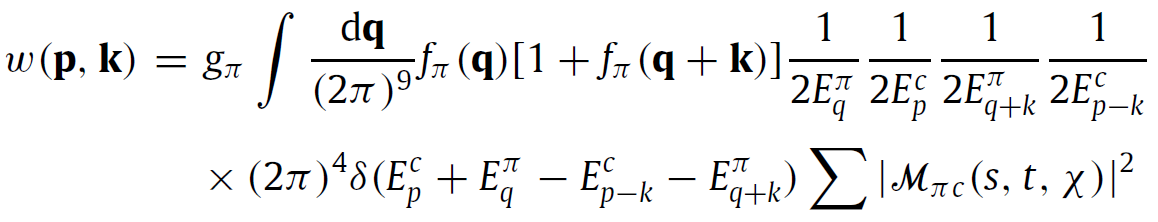 w(𝐩, 𝐤) = g_π ∫ d𝐪/(2π)^9 f_π(𝐪)[1 + f_π(𝐪 + 𝐤)] 1/(2E_q^π) 1/(2E_p^c) 1/(2E_{q+k}^π) 1/(2E_{p−k}^c)
× (2π)^4 δ(E_p^c + E_q^π − E_{p−k}^c − E_{q+k}^π) ∑ |ℳ_{πc}(s, t, χ)|^2